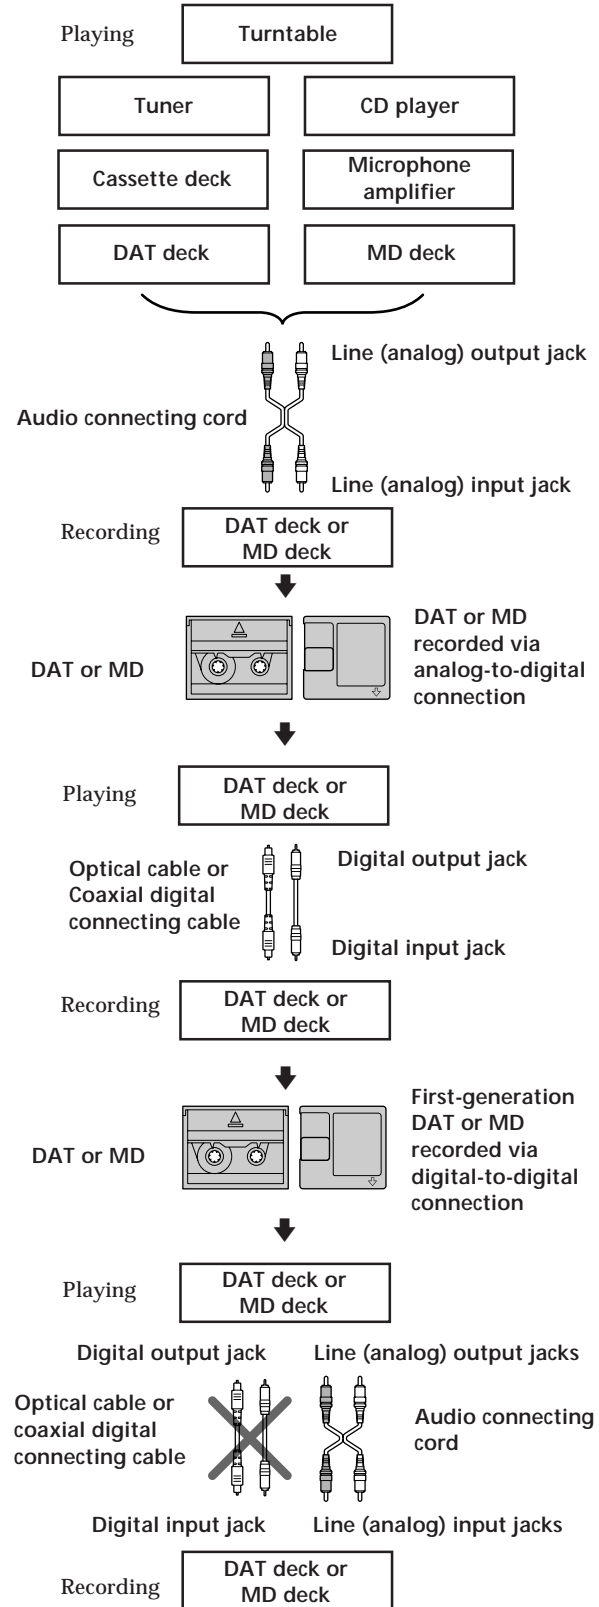 Playing
Turntable
Tuner
CD player
Cassette deck
Microphone
amplifier
DAT deck
MD deck
Line (analog) output jack
Audio connecting cord
Line (analog) input jack
Recording
DAT deck or
MD deck
DAT or MD
DAT or MD
recorded via
analog-to-digital
connection
Playing
DAT deck or
MD deck
Optical cable or
Coaxial digital
connecting cable
Digital output jack
Digital input jack
Recording
DAT deck or
MD deck
DAT or MD
First-generation
DAT or MD
recorded via
digital-to-digital
connection
Playing
DAT deck or
MD deck
Digital output jack
Line (analog) output jacks
Optical cable or
coaxial digital
connecting cable
Audio connecting
cord
Digital input jack
Line (analog) input jacks
Recording
DAT deck or
MD deck